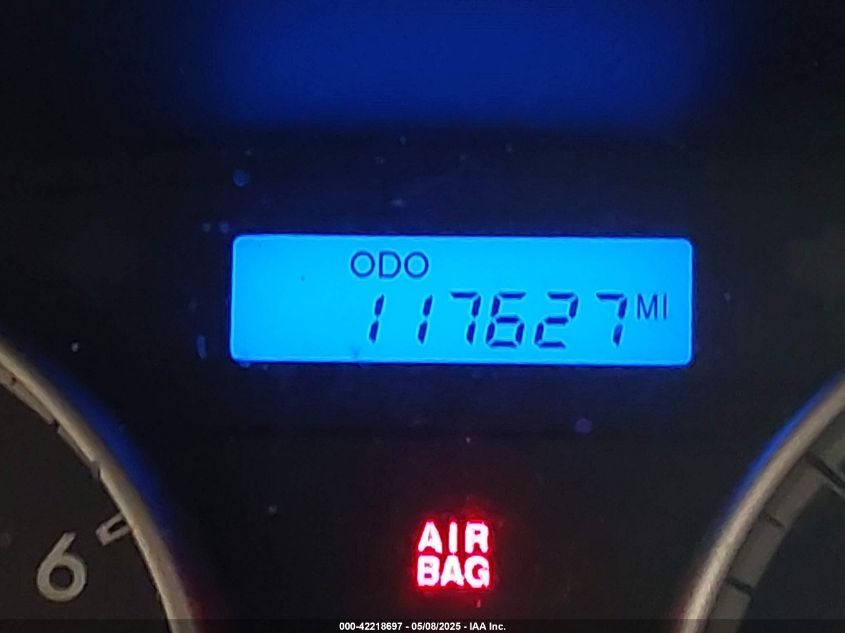 ODO
117627 MI
AIR
BAG
6
000-42218697 - 05/08/2025 - IAA Inc.